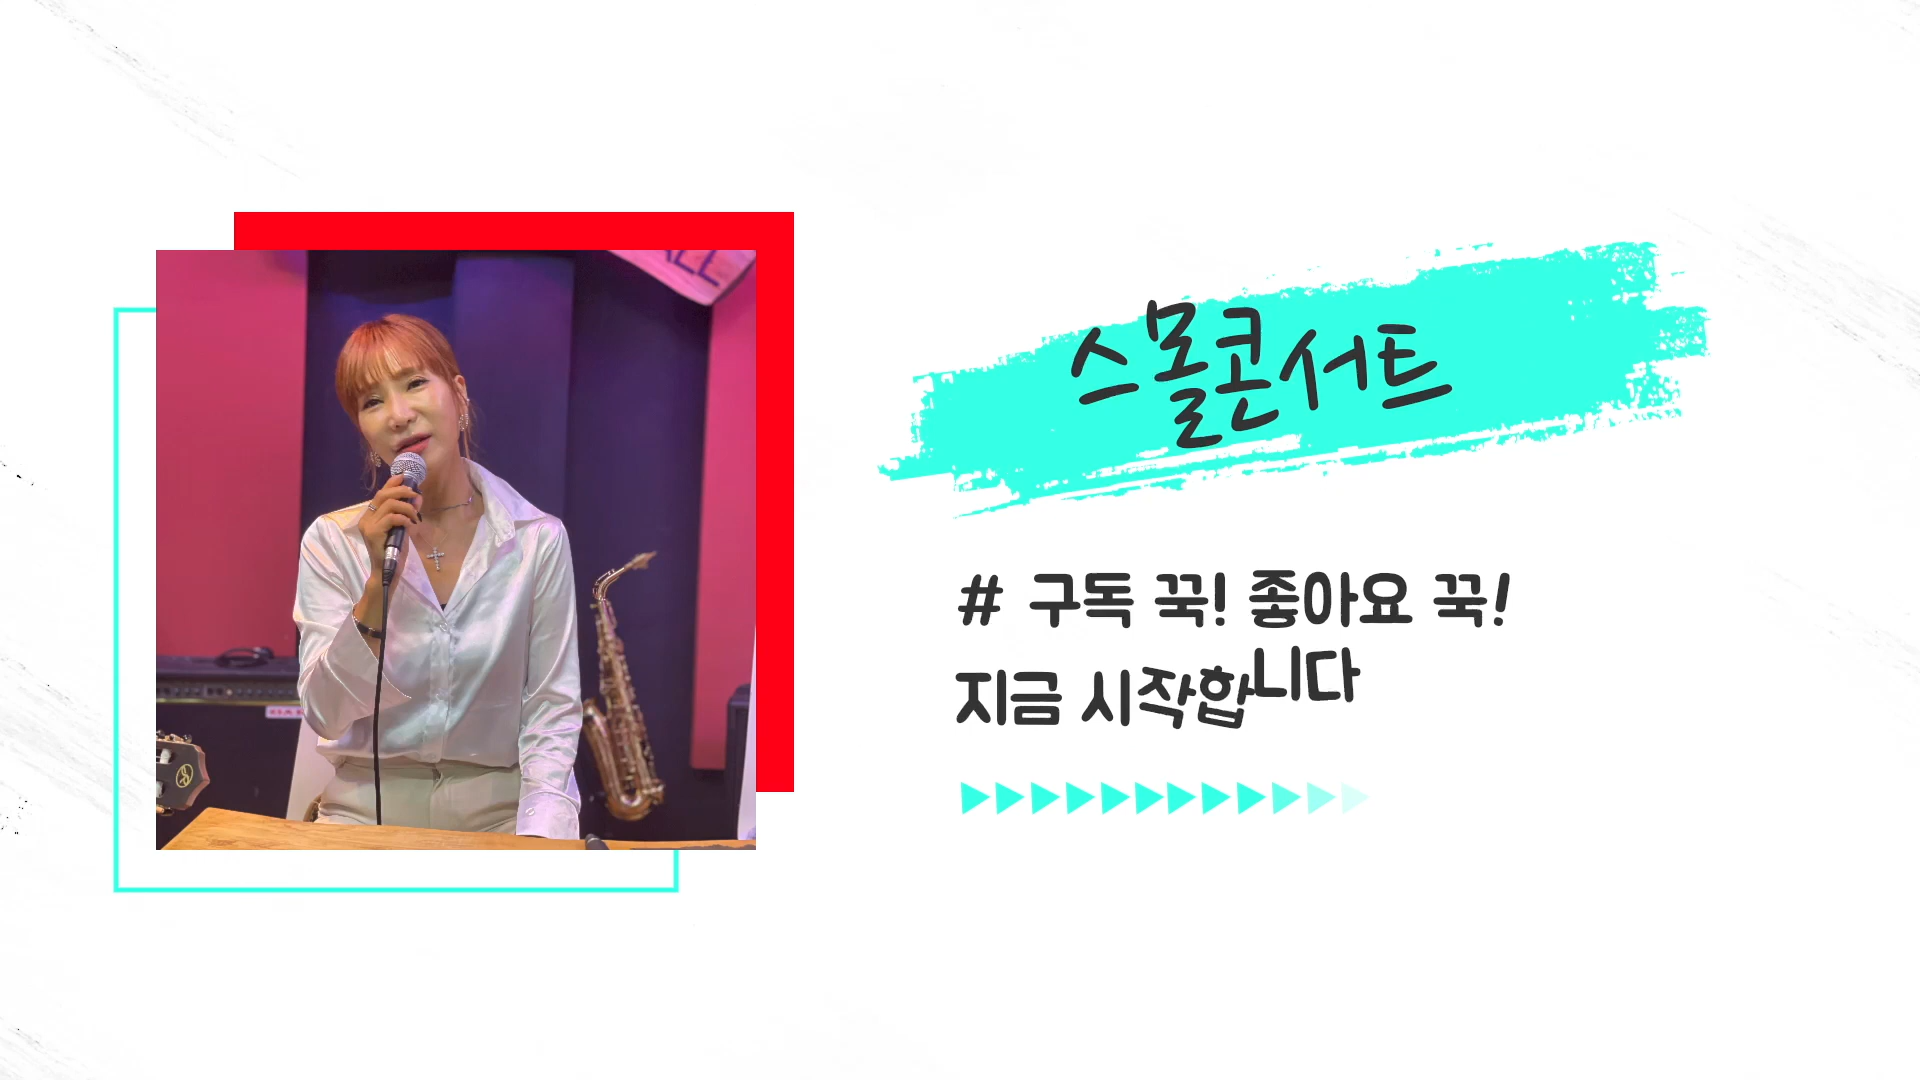 스몰콘서트
# 구독 꾹! 좋아요 꾹!
지금 시작합니다